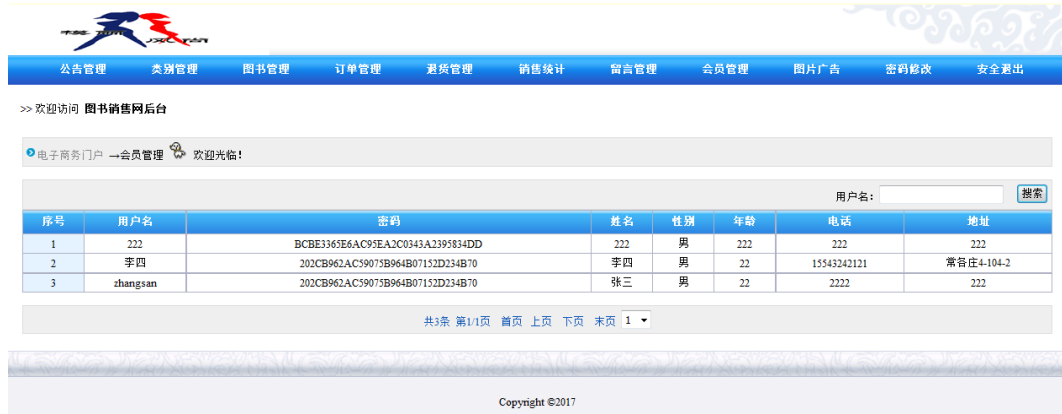 公告管理 类别管理 图书管理 订单管理 退货管理 销售统计 留言管理 会员管理 图片广告 密码修改 安全退出
>> 欢迎访问 图书销售网后台
电子商务门户 →会员管理 欢迎光临!
用户名: 搜索
序号 用户名 密码 姓名 性别 年龄 电话 地址
1 222 BCBE3365E6AC95EA2C0343A2395834DD 222 男 222 222 222
2 李四 202CB962AC59075B964B07152D234B70 李四 男 22 15543242121 常各庄4-104-2
3 zhangsan 202CB962AC59075B964B07152D234B70 张三 男 22 2222 222
共3条 第1/1页 首页 上页 下页 末页 1
Copyright ©2017